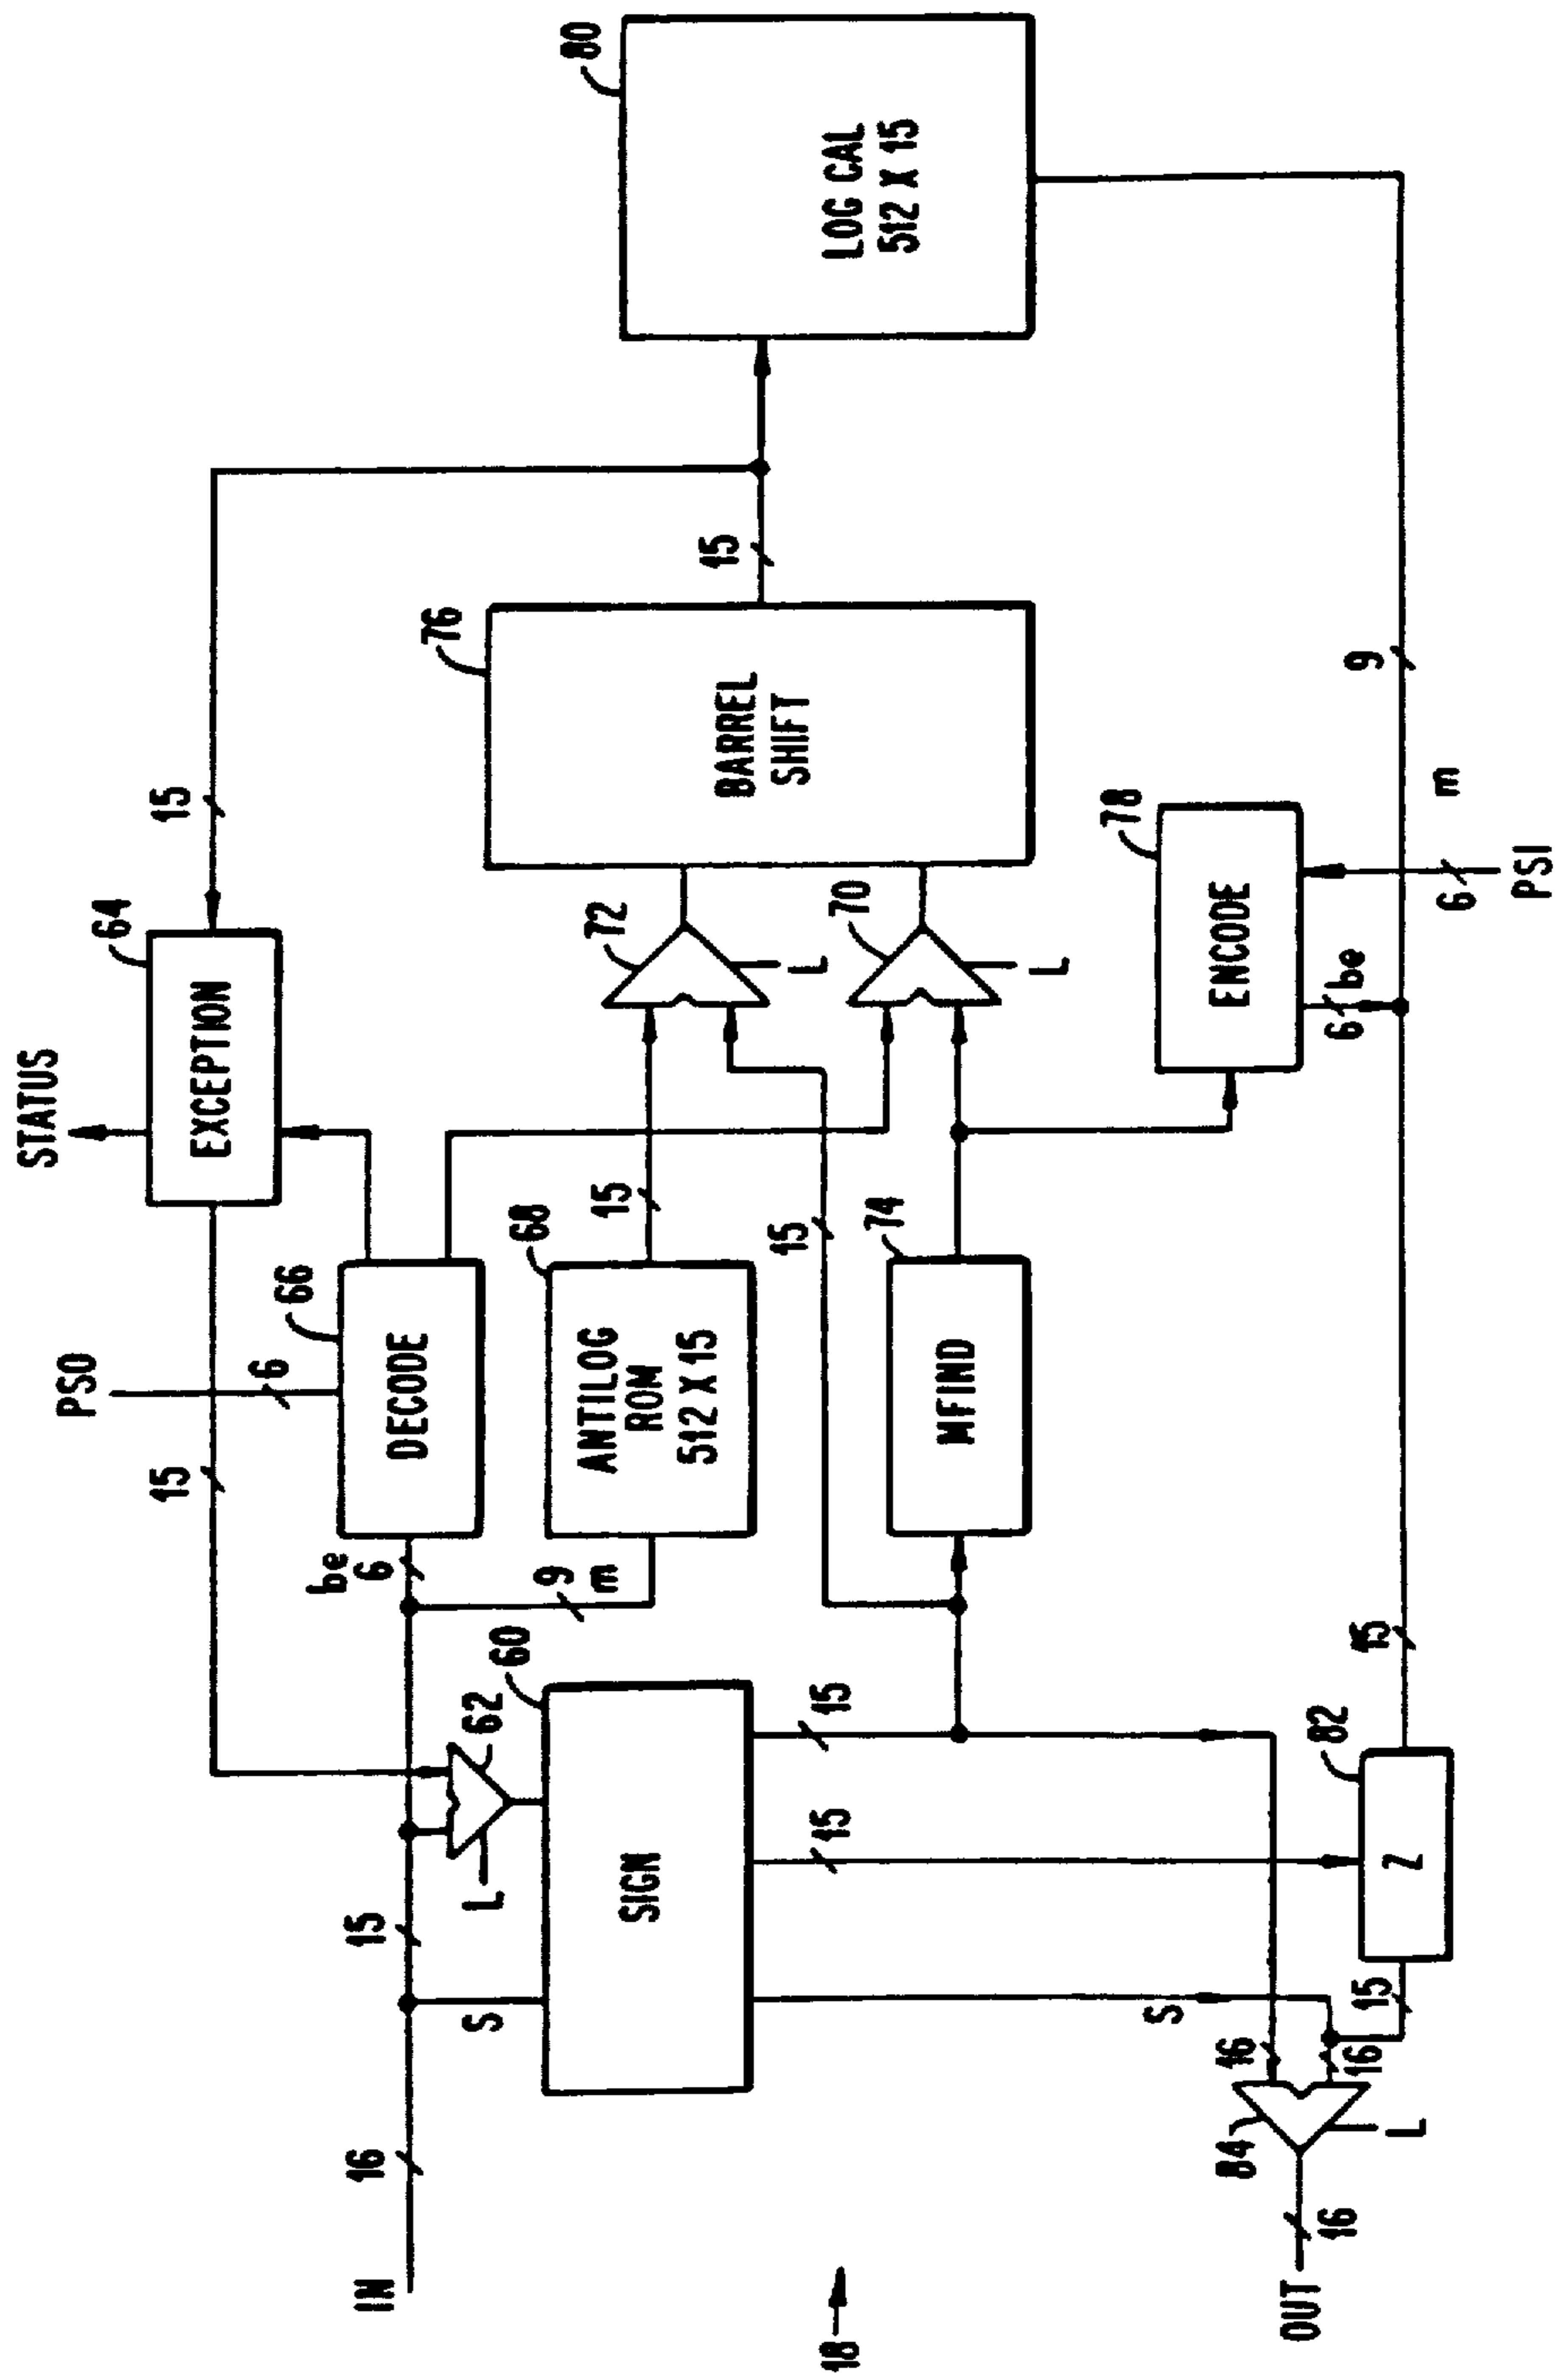 STATUS
PSO
IN
16
15
S
L
62
60
SIGN
be
6
9
m
15
6
66
DECODE
64
EXCEPTION
15
68
ANTILOG
ROM
512 X 15
15
15
74
MFIND
72
L
70
L
76
BARREL
SHIFT
15
80
LOG CAL
512 X 15
78
ENCODE
6
be
6
PSI
m
9
15
15
15
82
Z
15
S
16
16
84
L
16
OUT
18